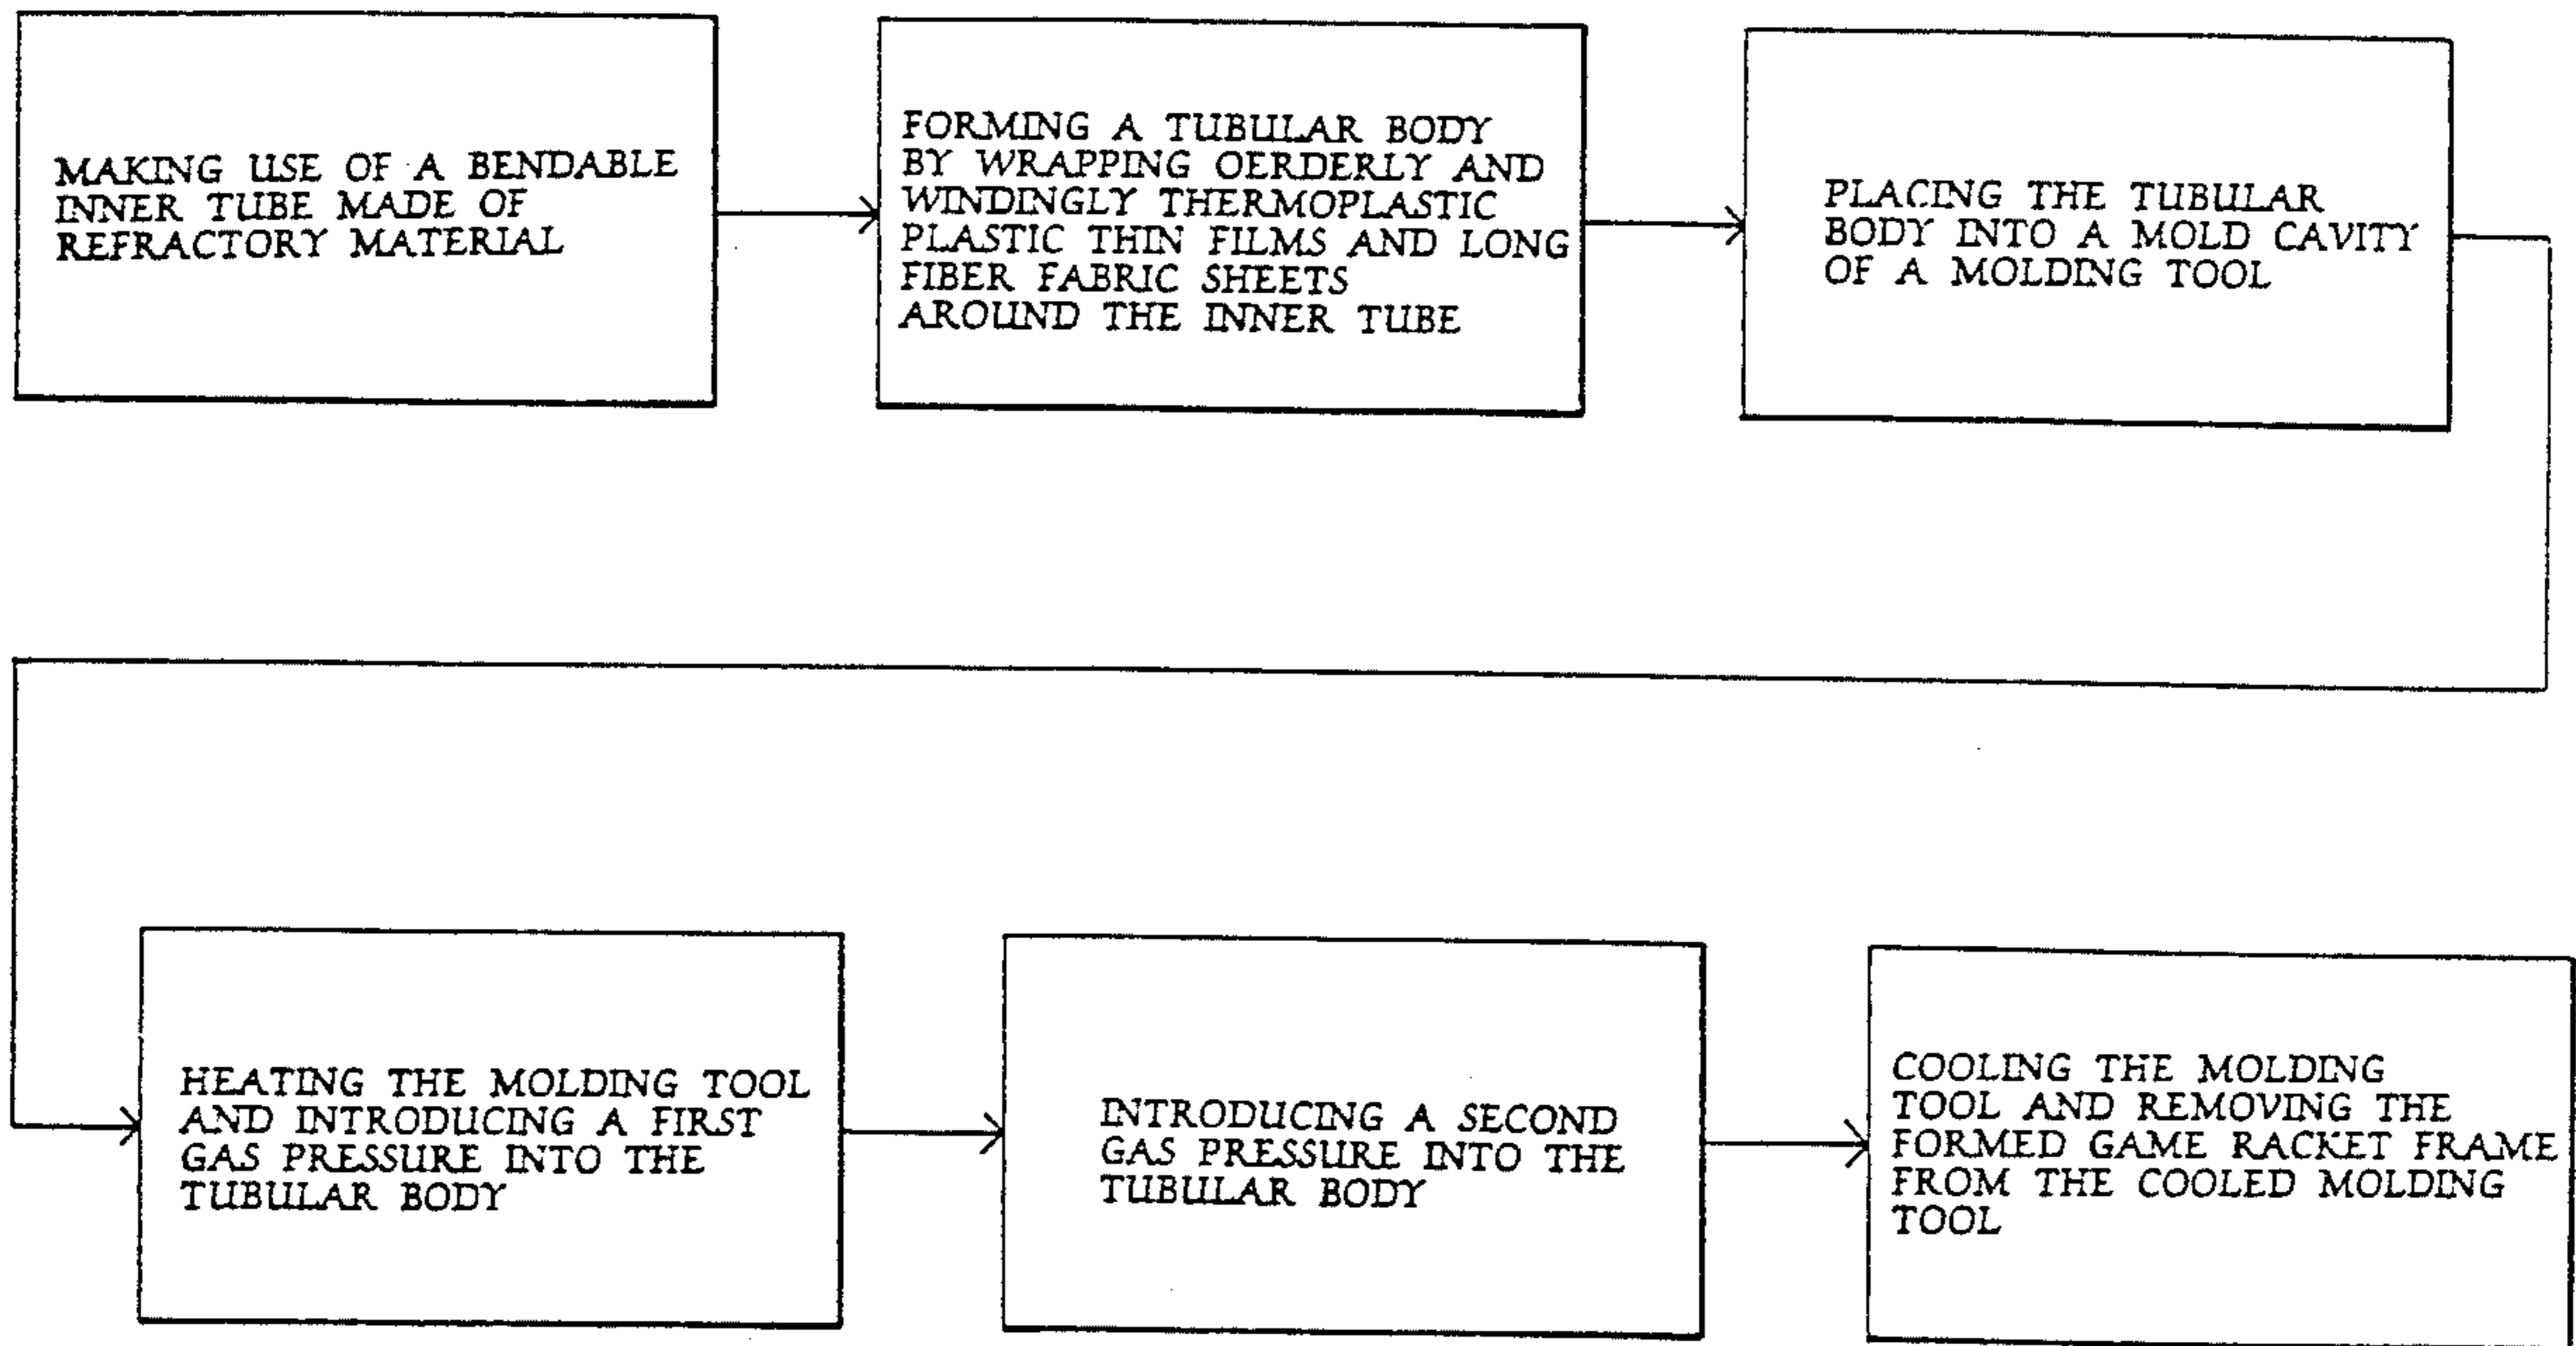 MAKING USE OF A BENDABLE
INNER TUBE MADE OF
REFRACTORY MATERIAL
FORMING A TUBULAR BODY
BY WRAPPING OERDERLY AND
WINDINGLY THERMOPLASTIC
PLASTIC THIN FILMS AND LONG
FIBER FABRIC SHEETS
AROUND THE INNER TUBE
PLACING THE TUBULAR
BODY INTO A MOLD CAVITY
OF A MOLDING TOOL
HEATING THE MOLDING TOOL
AND INTRODUCING A FIRST
GAS PRESSURE INTO THE
TUBULAR BODY
INTRODUCING A SECOND
GAS PRESSURE INTO THE
TUBULAR BODY
COOLING THE MOLDING
TOOL AND REMOVING THE
FORMED GAME RACKET FRAME
FROM THE COOLED MOLDING
TOOL